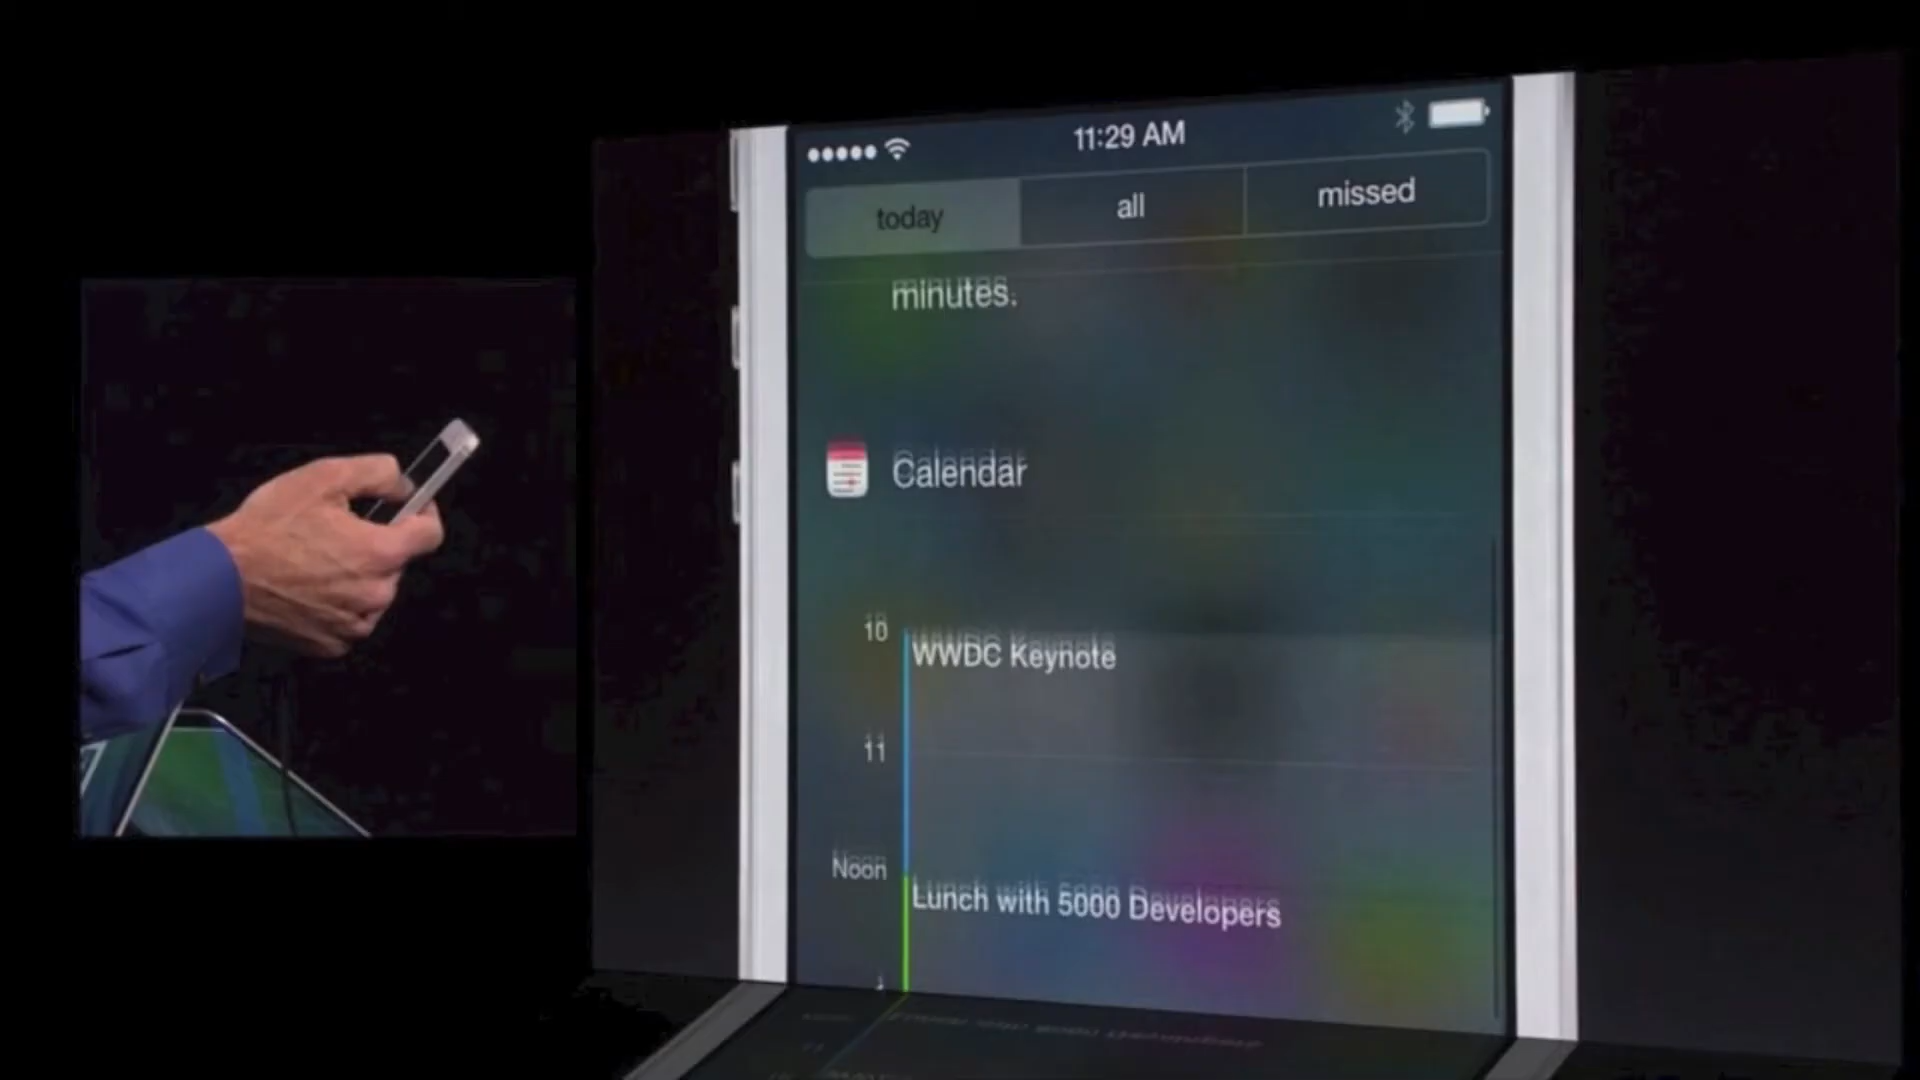 11:29 AM
today all missed
minutes.
Calendar
10
WWDC Keynote
11
Noon
Lunch with 5000 Developers